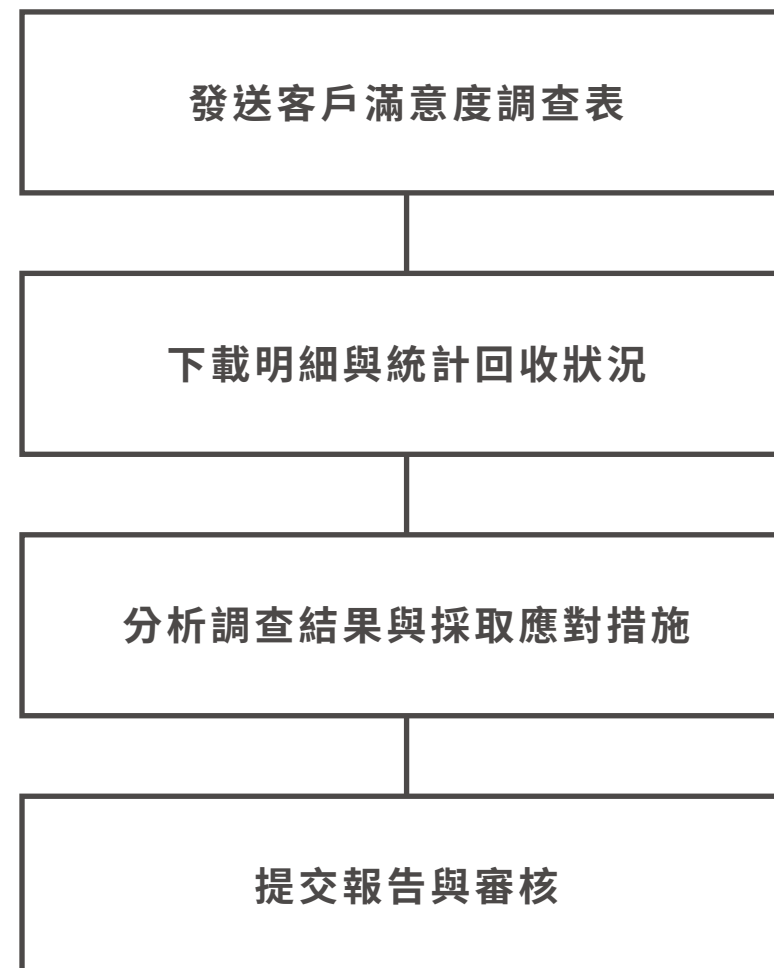 發送客戶滿意度調查表
下載明細與統計回收狀況
分析調查結果與採取應對措施
提交報告與審核